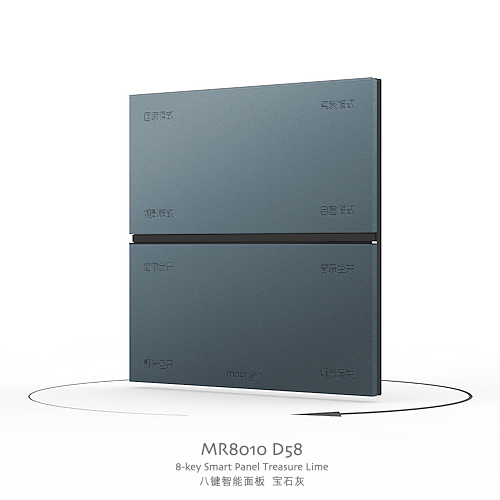 回家模式 离家模式
观影模式 会客模式
窗帘全开 窗帘全关
灯光全开 灯光全关
moorge
MR8010 D58
8-key Smart Panel Treasure Lime
八键智能面板 宝石灰